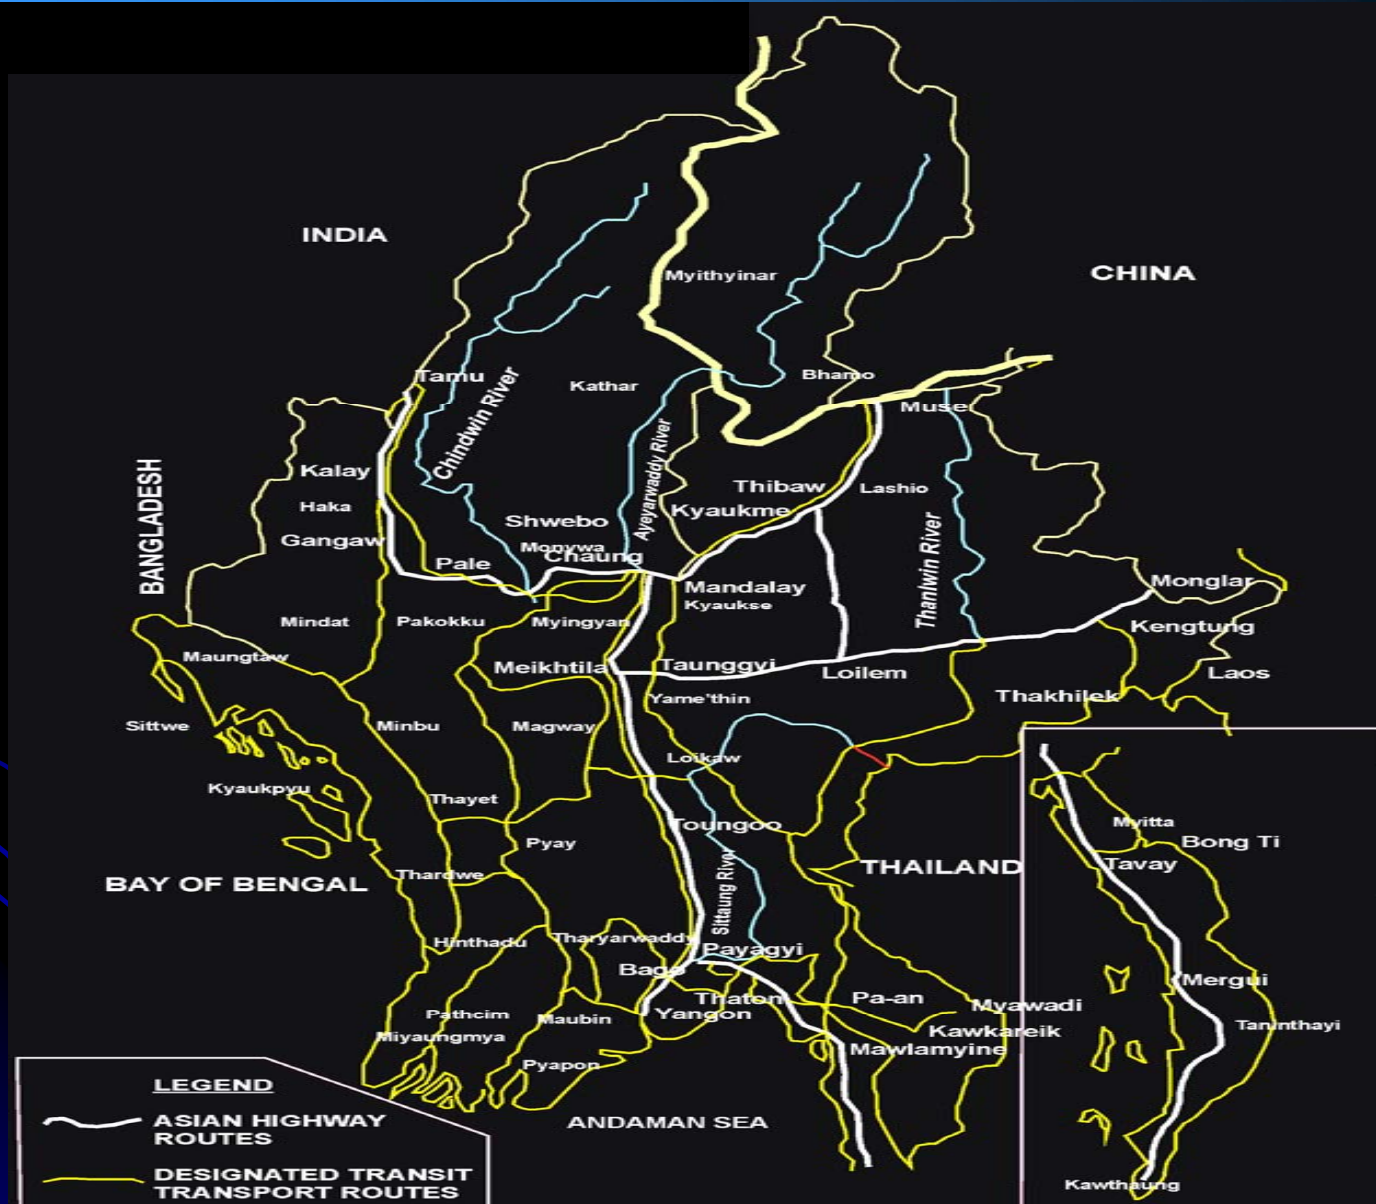 INDIA
Myithyinar
CHINA
Tamu
Kathar
Bhamo
Muse
Chindwin River
Ayeyarwaddy River
BANGLADESH
Kalay
Haka
Gangaw
Thibaw
Lashio
Kyaukme
Shwebo
Monywa
Chaung
Pale
Thanlwin River
Mandalay
Kyaukse
Monglar
Mindat
Pakokku
Myingyan
Kengtung
Maungtaw
Meikhtila
Taunggyi
Loilem
Laos
Yame'thin
Thakhilek
Sittwe
Minbu
Magway
Loikaw
Kyaukpyu
Thayet
Toungoo
Pyay
Myitta
Bong Ti
THAILAND
Tavay
BAY OF BENGAL
Thardwe
Sittaung River
Hinthadu
Tharyarwaddy
Payagyi
Bago
Mergui
Thaton
Pa-an
Myawadi
Pathcim
Maubin
Yangon
Tanunthayi
Kawkareik
Miyaungmya
Mawlamyine
Pyapon
ANDAMAN SEA
Kawthaung
LEGEND
ASIAN HIGHWAY
ROUTES
DESIGNATED TRANSIT
TRANSPORT ROUTES